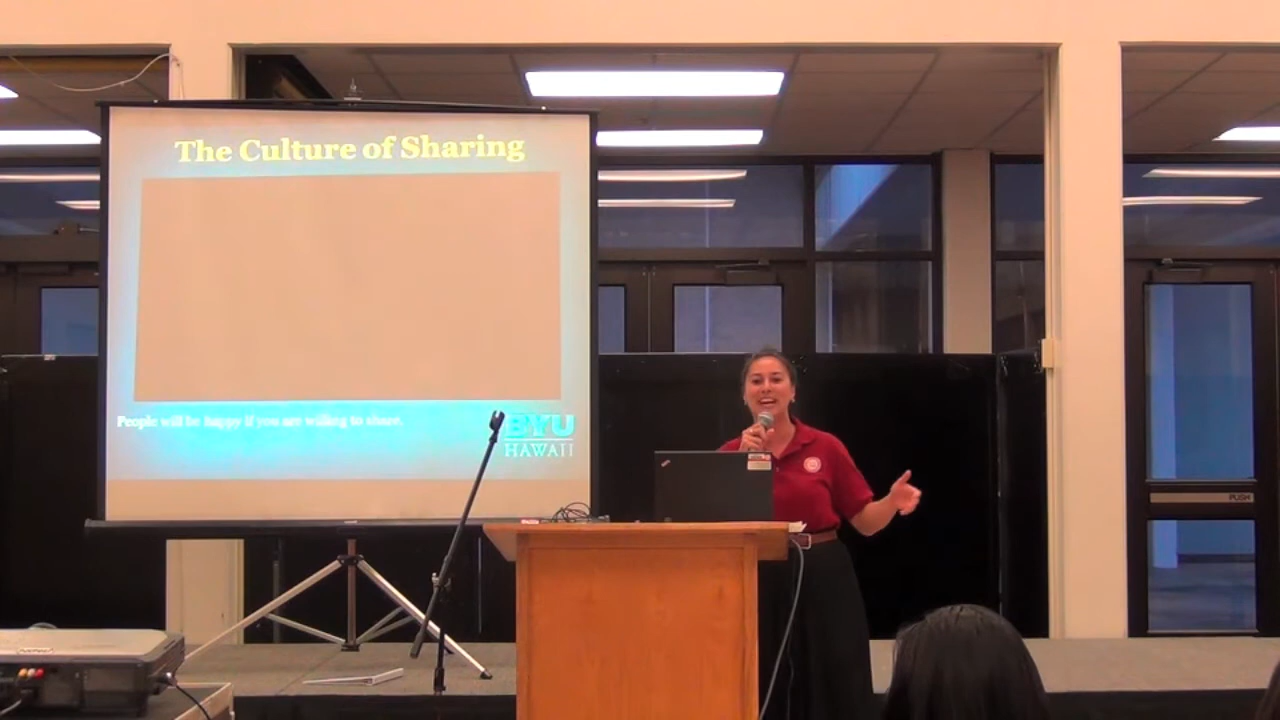 The Culture of Sharing
People will be happy if you are willing to share.
BYU
HAWAII
PUSH